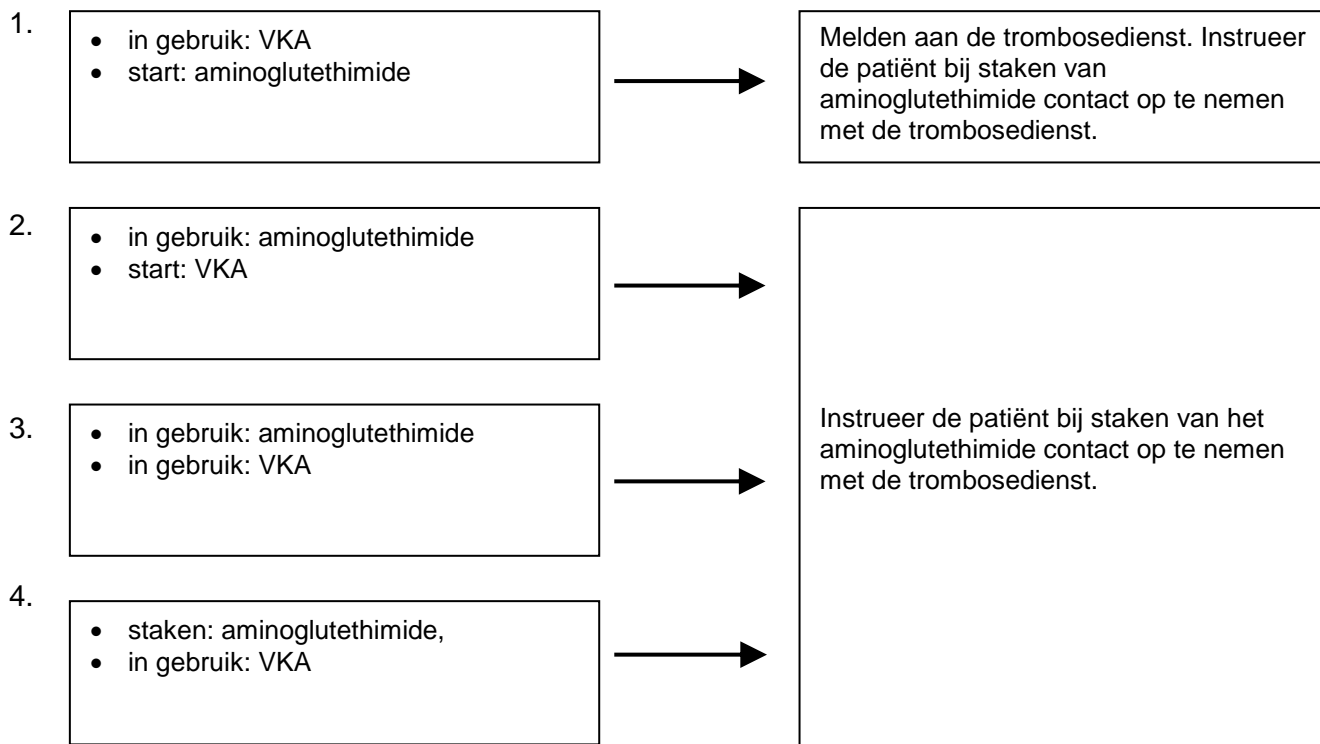 1.
• in gebruik: VKA
• start: aminoglutethimide
Melden aan de trombosedienst. Instrueer
de patiënt bij staken van
aminoglutethimide contact op te nemen
met de trombosedienst.
2.
• in gebruik: aminoglutethimide
• start: VKA
3.
• in gebruik: aminoglutethimide
• in gebruik: VKA
Instrueer de patiënt bij staken van het
aminoglutethimide contact op te nemen
met de trombosedienst.
4.
• staken: aminoglutethimide,
• in gebruik: VKA